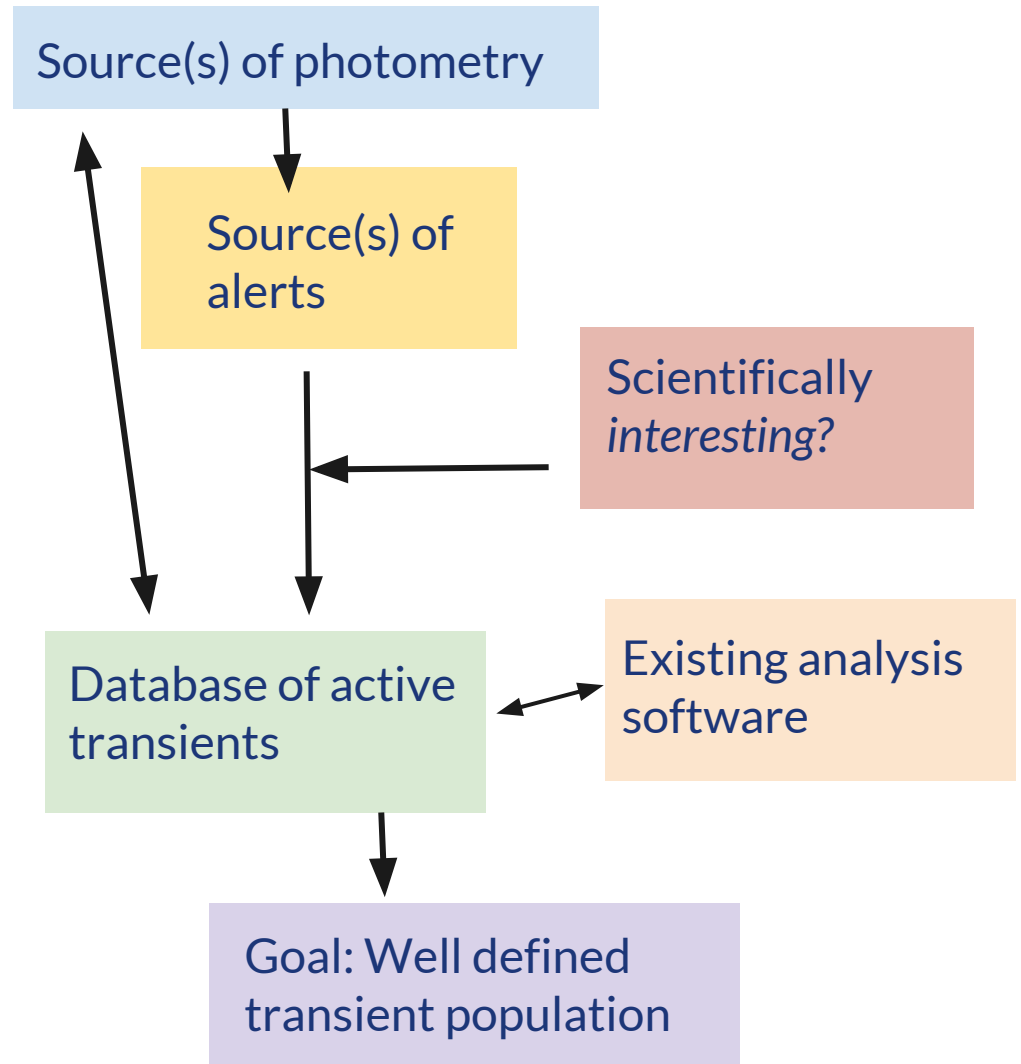 Source(s) of photometry
Source(s) of
alerts
Scientifically
interesting?
Database of active
transients
Existing analysis
software
Goal: Well defined
transient population